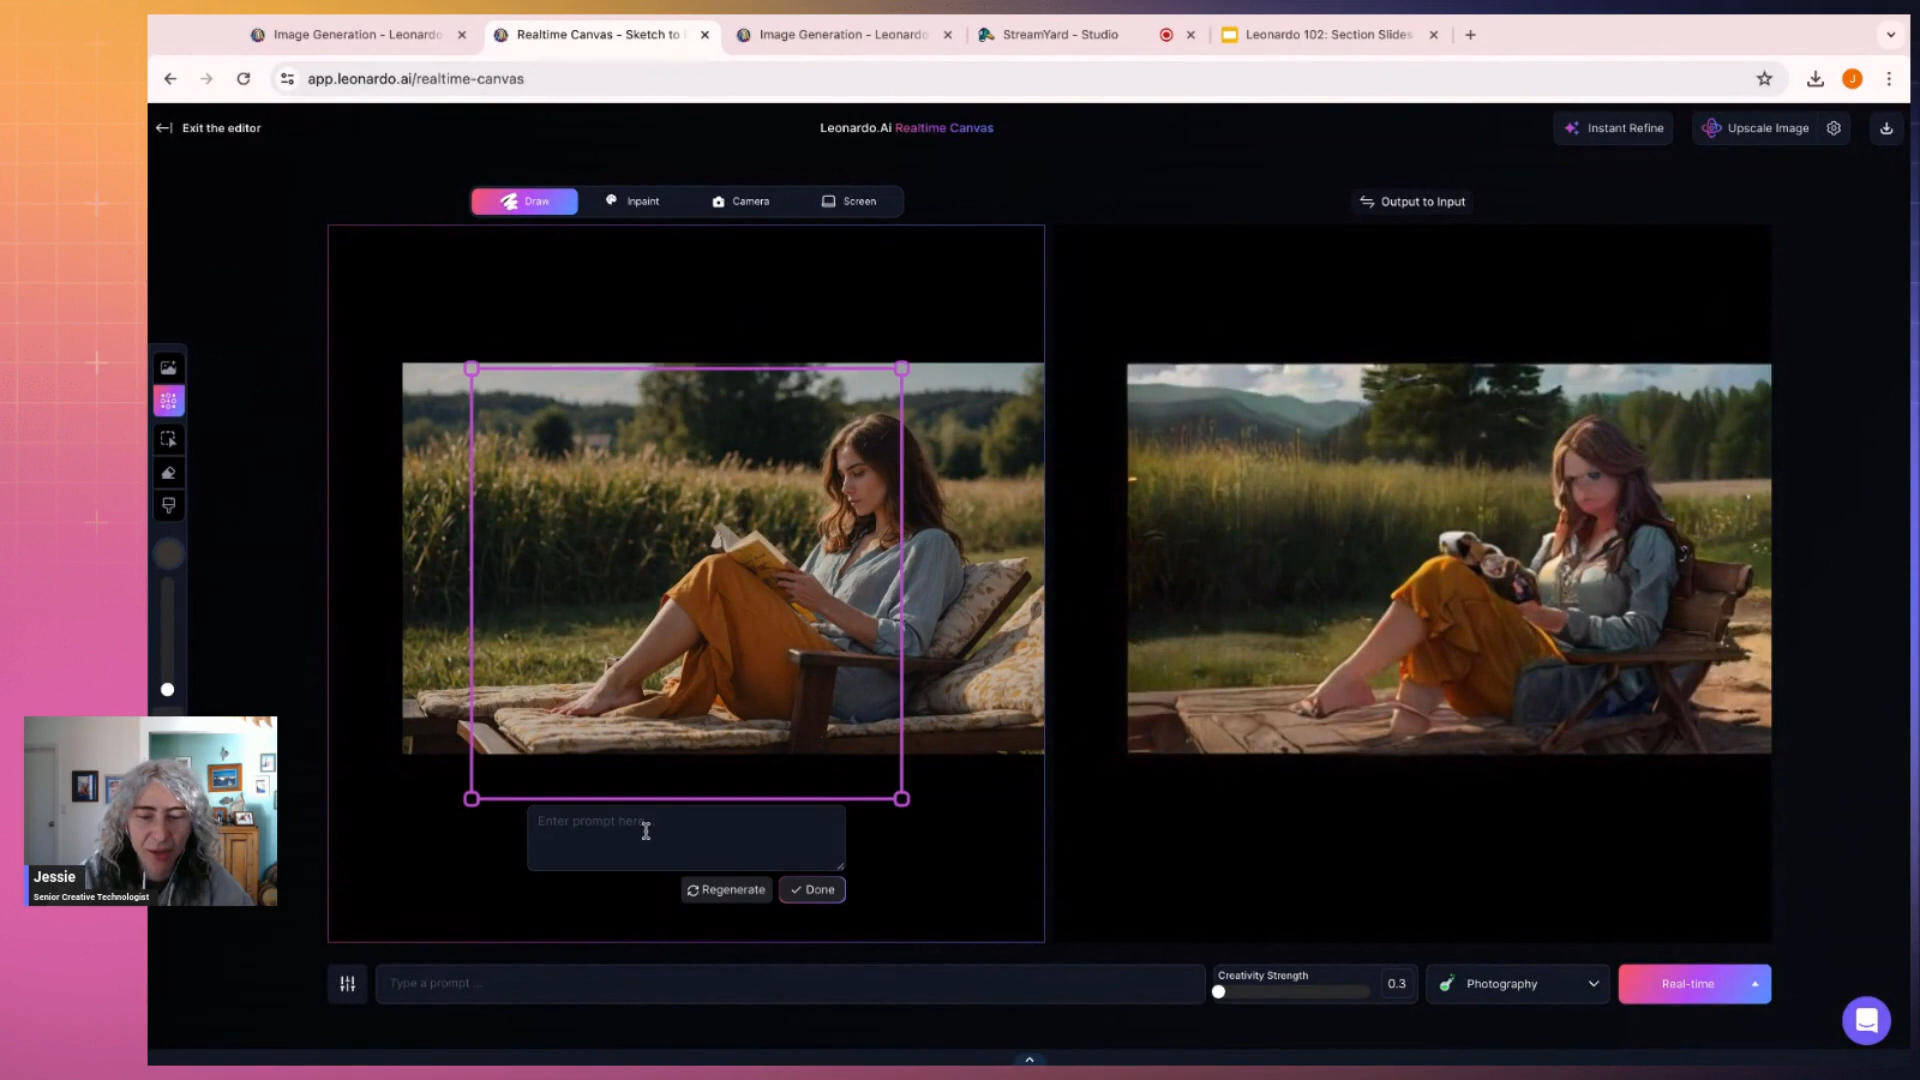 Image Generation - Leonardo
Realtime Canvas - Sketch to
Image Generation - Leonardo
StreamYard - Studio
Leonardo 102: Section Slides
app.leonardo.ai/realtime-canvas
J
Exit the editor
Leonardo.Ai Realtime Canvas
Instant Refine
Upscale Image
Draw
Inpaint
Camera
Screen
Output to Input
Enter prompt here
Regenerate
Done
Jessie
Senior Creative Technologist
Type a prompt ...
Creativity Strength
0.3
Photography
Real-time